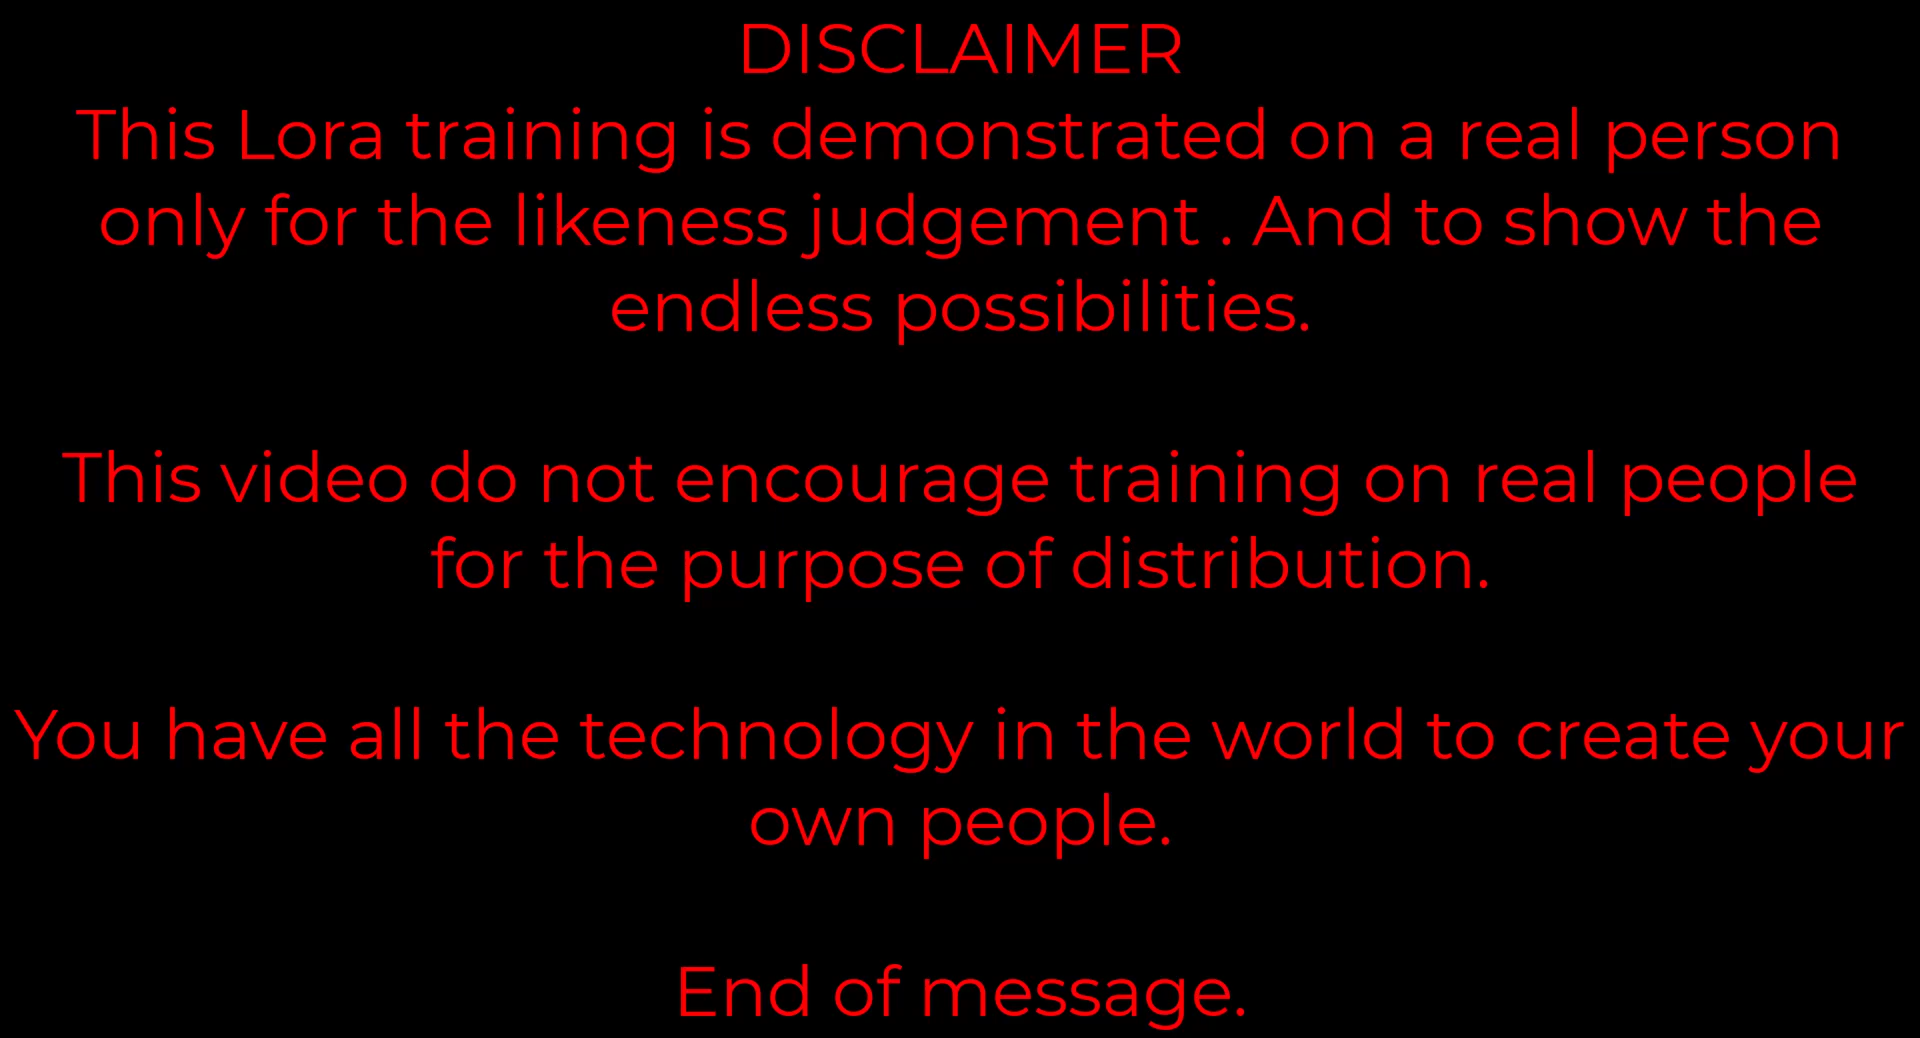 DISCLAIMER
This Lora training is demonstrated on a real person
only for the likeness judgement . And to show the
endless possibilities.
This video do not encourage training on real people
for the purpose of distribution.
You have all the technology in the world to create your
own people.
End of message.